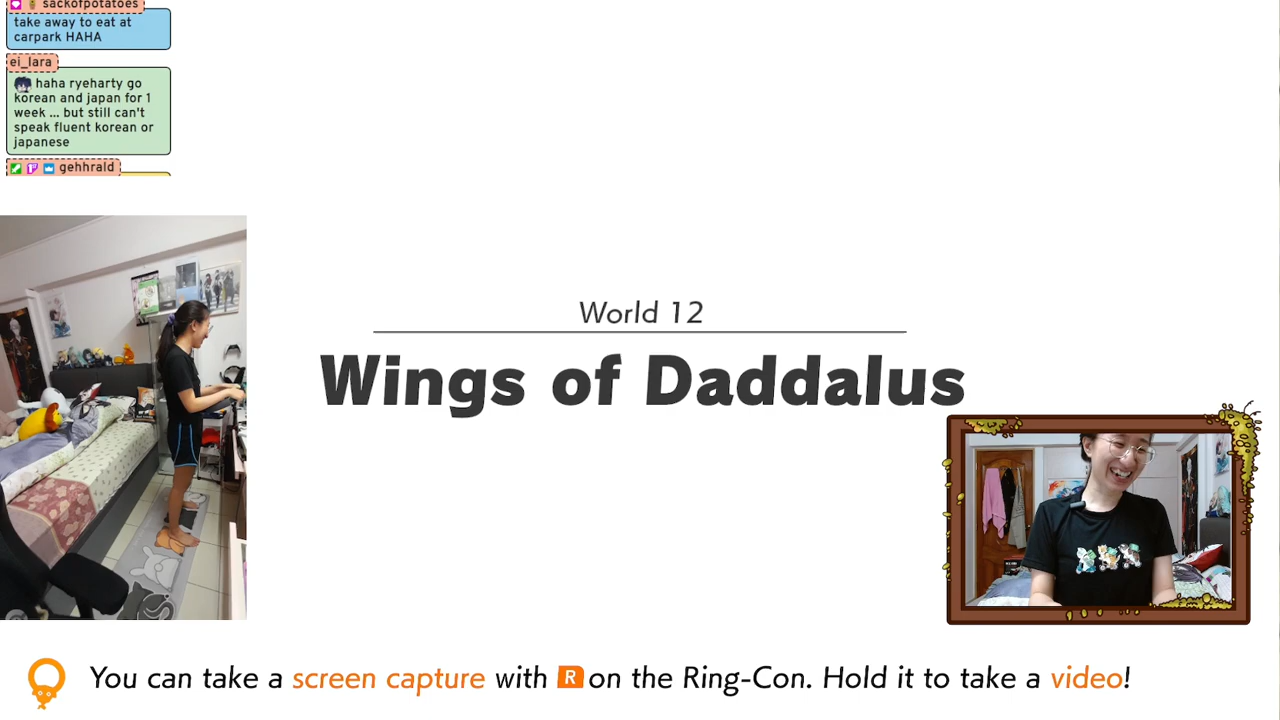 sackofpotatoes
take away to eat at
carpark HAHA
ei_lara
haha ryeharty go
korean and japan for 1
week ... but still can't
speak fluent korean or
japanese
gehhrald
World 12
Wings of Daddalus
You can take a screen capture with R on the Ring-Con. Hold it to take a video!